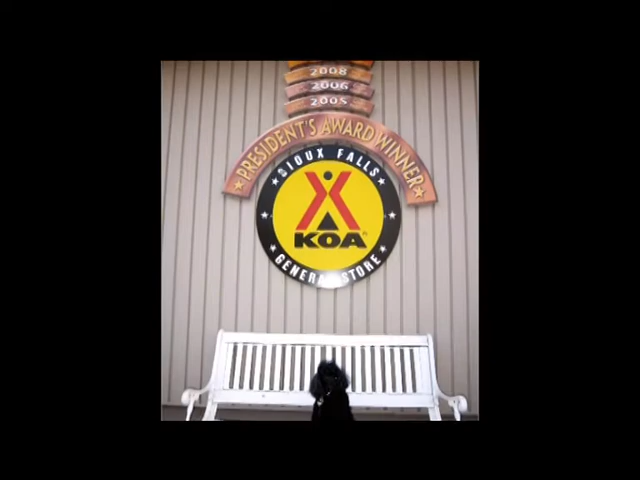 2008
2006
2005
PRESIDENT'S AWARD WINNER
SIOUX FALLS
KOA
GENERAL STORE